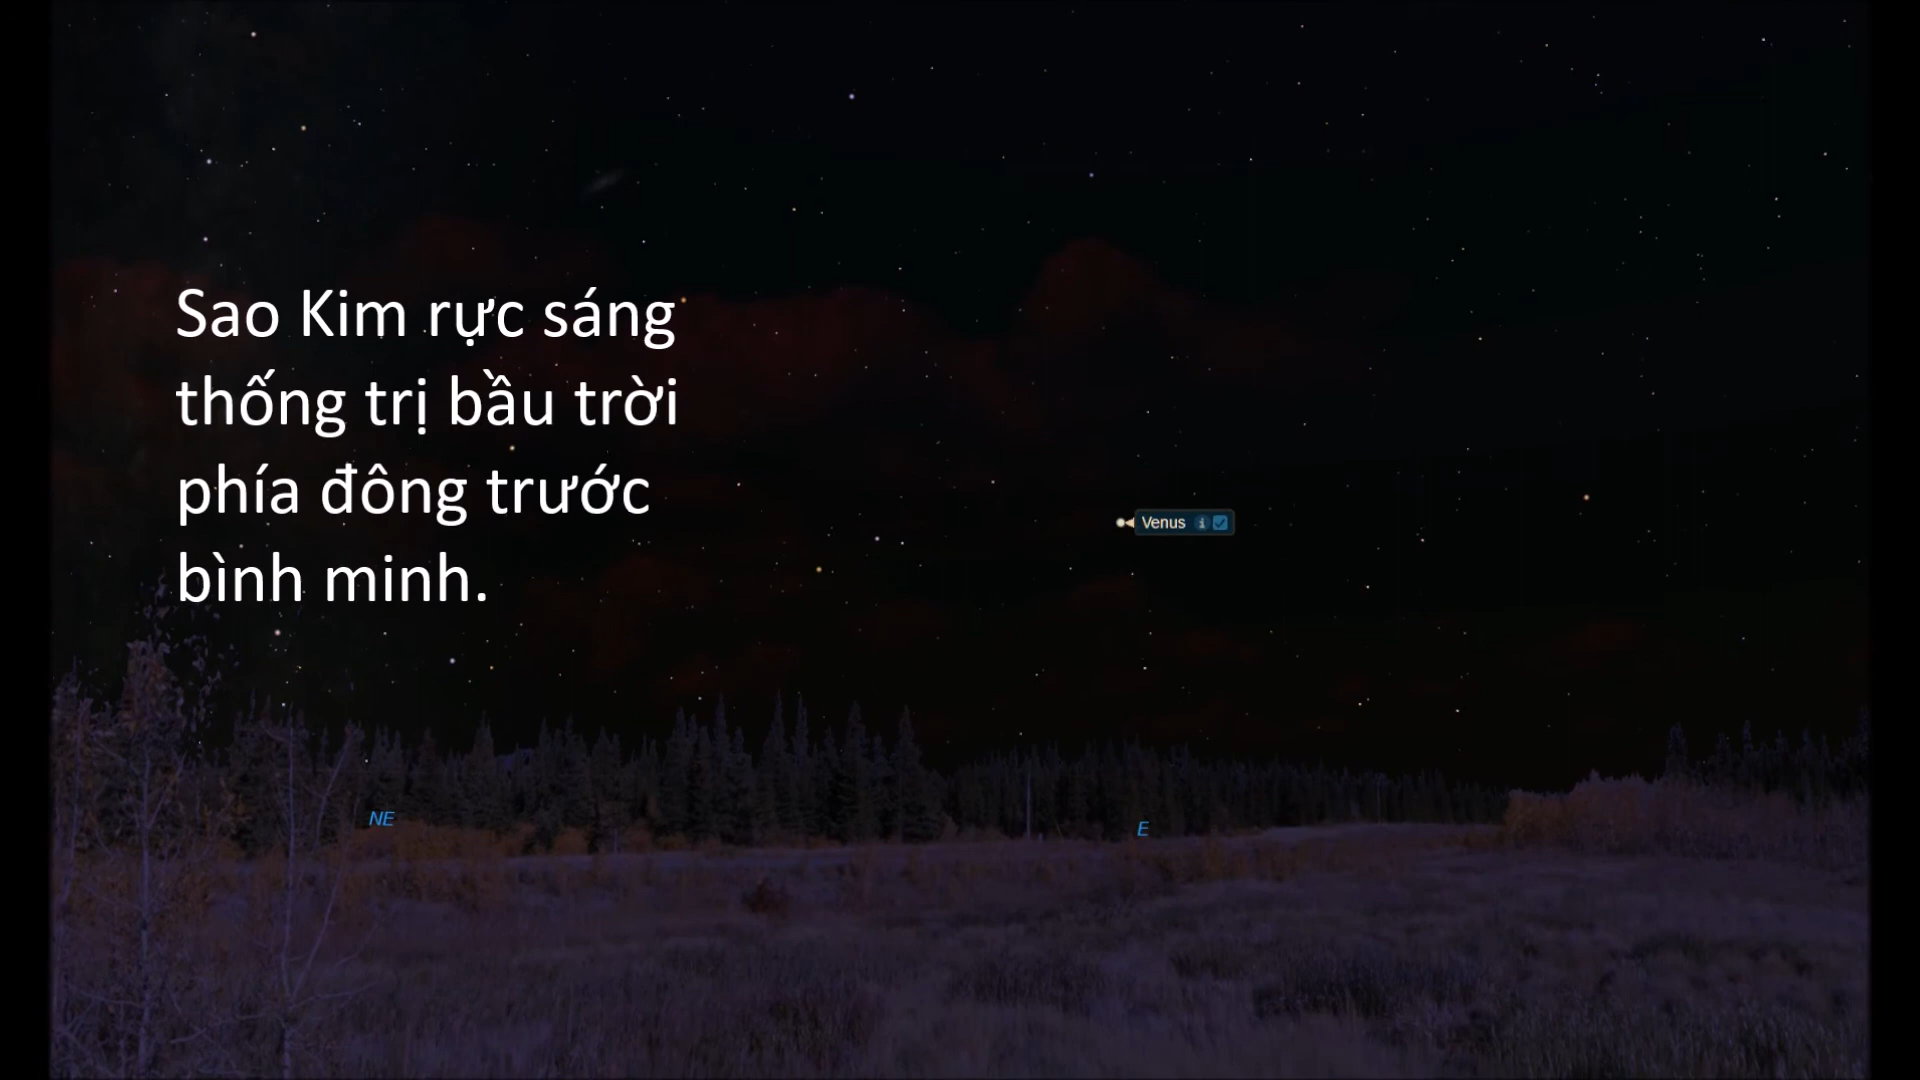 Sao Kim rực sáng
thống trị bầu trời
phía đông trước
bình minh.
Venus
NE
E